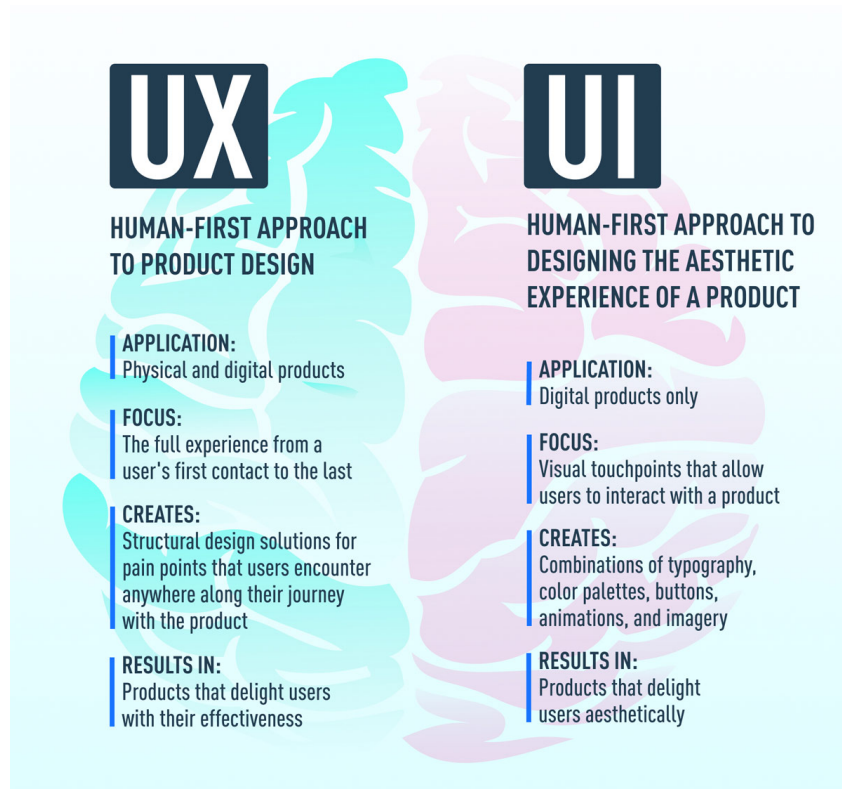 UX
HUMAN-FIRST APPROACH
TO PRODUCT DESIGN
APPLICATION:
Physical and digital products
FOCUS:
The full experience from a
user's first contact to the last
CREATES:
Structural design solutions for
pain points that users encounter
anywhere along their journey
with the product
RESULTS IN:
Products that delight users
with their effectiveness
UI
HUMAN-FIRST APPROACH TO
DESIGNING THE AESTHETIC
EXPERIENCE OF A PRODUCT
APPLICATION:
Digital products only
FOCUS:
Visual touchpoints that allow
users to interact with a product
CREATES:
Combinations of typography,
color palettes, buttons,
animations, and imagery
RESULTS IN:
Products that delight
users aesthetically